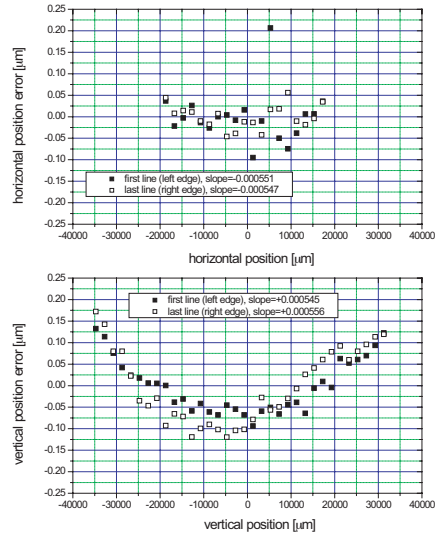 0.25
0.20
0.15
0.10
0.05
0.00
-0.05
-0.10
-0.15
-0.20
-0.25
horizontal position error [µm]
first line (left edge), slope=-0.000551
last line (right edge), slope=-0.000547
-40000 -30000 -20000 -10000 0 10000 20000 30000 40000
horizontal position [µm]
0.25
0.20
0.15
0.10
0.05
0.00
-0.05
-0.10
-0.15
-0.20
-0.25
vertical position error [µm]
first line (left edge), slope=+0.000545
last line (right edge), slope=+0.000556
-40000 -30000 -20000 -10000 0 10000 20000 30000 40000
vertical position [µm]